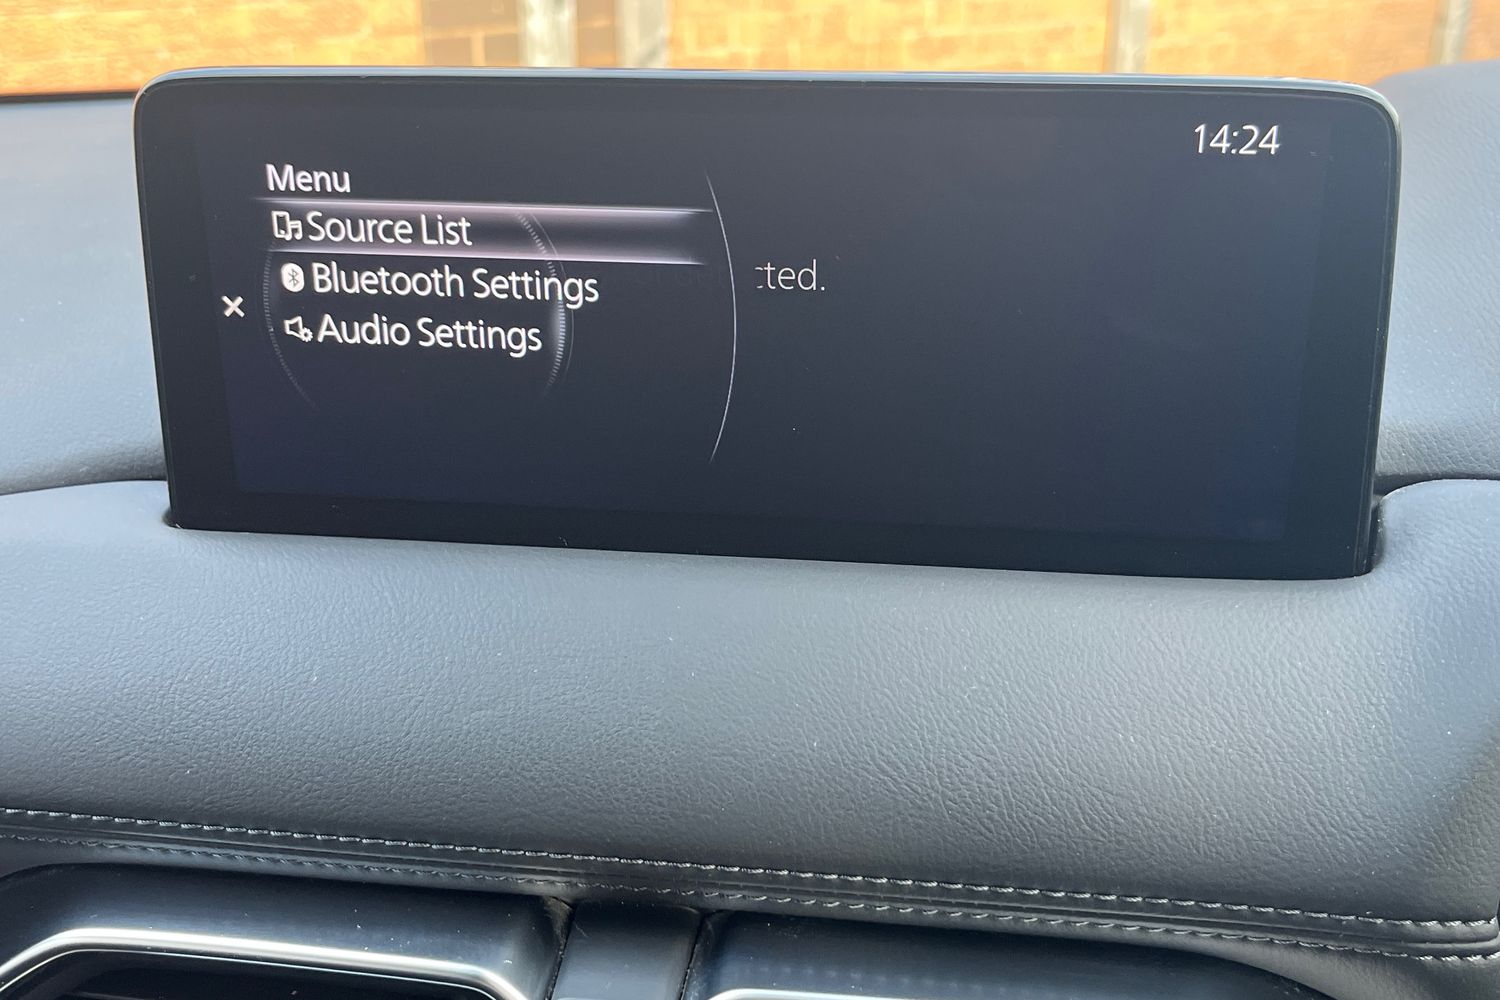 14:24
Menu
Source List
Bluetooth Settings
cted.
Audio Settings